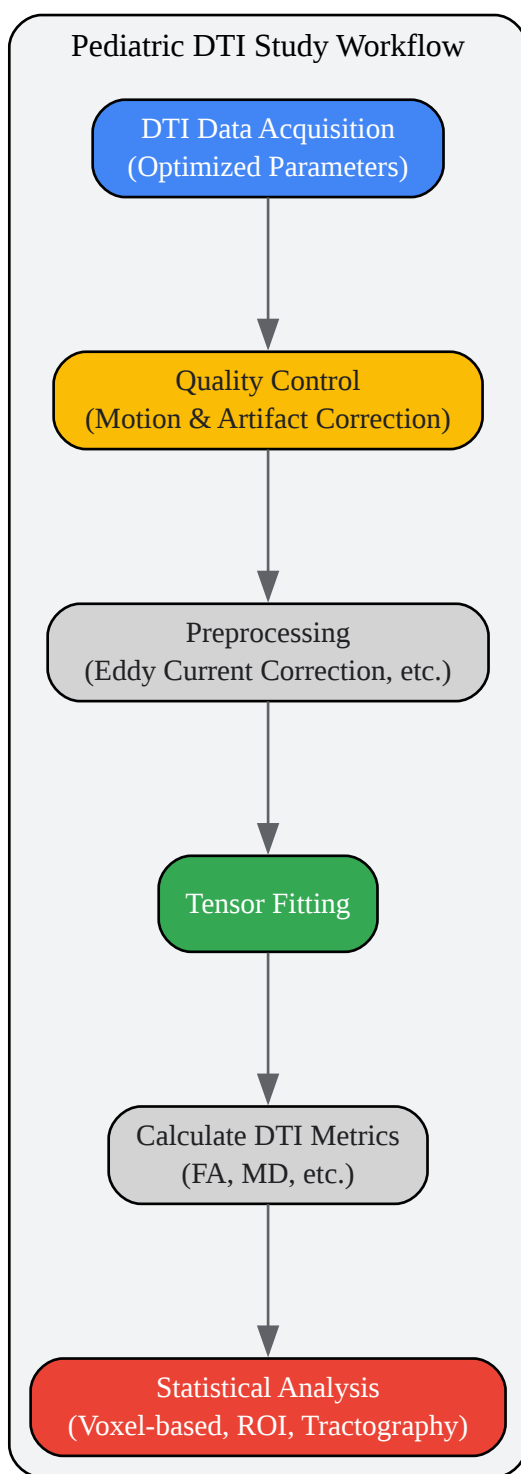 Pediatric DTI Study Workflow
DTI Data Acquisition
(Optimized Parameters)
Quality Control
(Motion & Artifact Correction)
Preprocessing
(Eddy Current Correction, etc.)
Tensor Fitting
Calculate DTI Metrics
(FA, MD, etc.)
Statistical Analysis
(Voxel-based, ROI, Tractography)